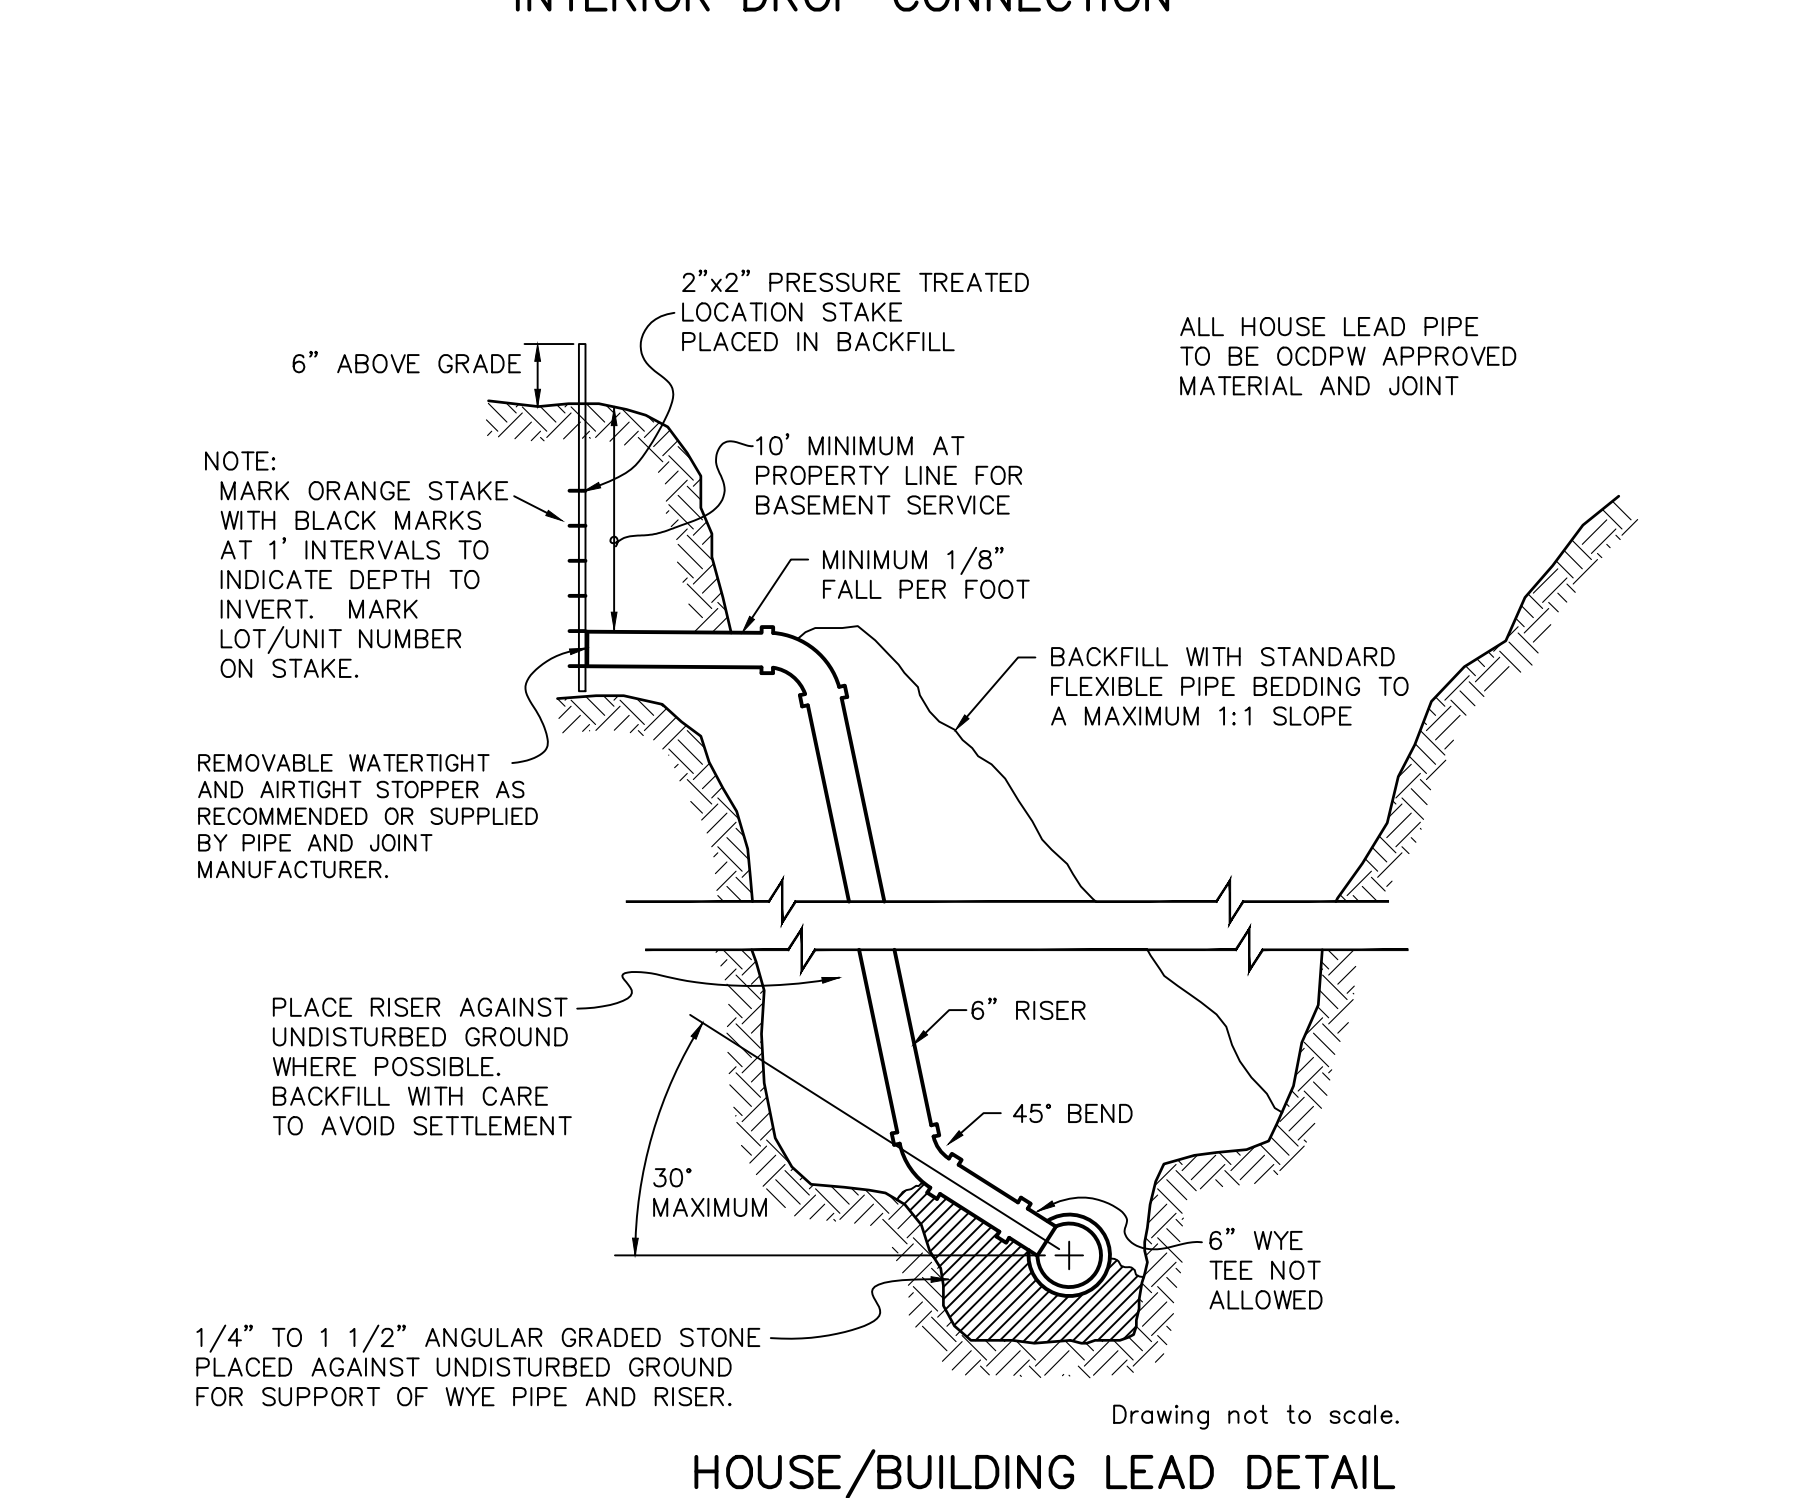 INTERIOR DROP CONNECTION
2"x2" PRESSURE TREATED
LOCATION STAKE
PLACED IN BACKFILL
ALL HOUSE LEAD PIPE
TO BE OCDPW APPROVED
MATERIAL AND JOINT
6" ABOVE GRADE
10' MINIMUM AT
PROPERTY LINE FOR
BASEMENT SERVICE
NOTE:
MARK ORANGE STAKE
WITH BLACK MARKS
AT 1' INTERVALS TO
INDICATE DEPTH TO
INVERT. MARK
LOT/UNIT NUMBER
ON STAKE.
MINIMUM 1/8"
FALL PER FOOT
BACKFILL WITH STANDARD
FLEXIBLE PIPE BEDDING TO
A MAXIMUM 1:1 SLOPE
REMOVABLE WATERTIGHT
AND AIRTIGHT STOPPER AS
RECOMMENDED OR SUPPLIED
BY PIPE AND JOINT
MANUFACTURER.
PLACE RISER AGAINST
UNDISTURBED GROUND
WHERE POSSIBLE.
BACKFILL WITH CARE
TO AVOID SETTLEMENT
6" RISER
45° BEND
30°
MAXIMUM
6" WYE
TEE NOT
ALLOWED
1/4" TO 1 1/2" ANGULAR GRADED STONE
PLACED AGAINST UNDISTURBED GROUND
FOR SUPPORT OF WYE PIPE AND RISER.
Drawing not to scale.
HOUSE/BUILDING LEAD DETAIL